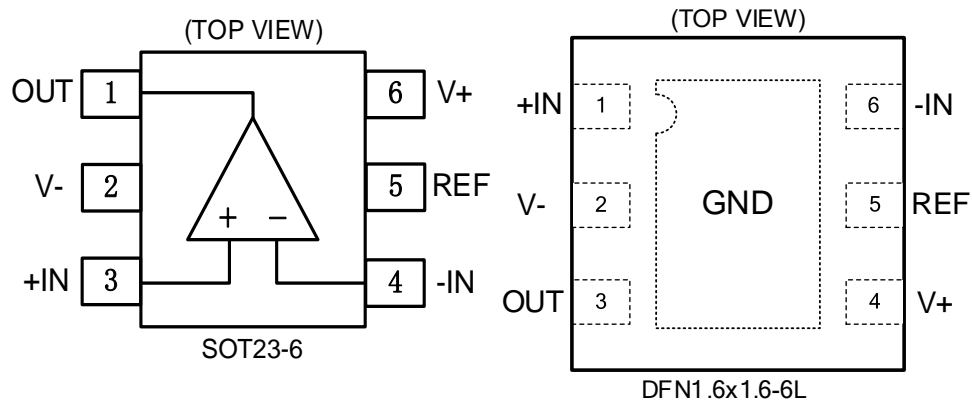 (TOP VIEW)
OUT 1 6 V+
V- 2 5 REF
+ −
+IN 3 4 -IN
SOT23-6
(TOP VIEW)
+IN 1 6 -IN
V- 2 GND 5 REF
OUT 3 4 V+
DFN1.6x1.6-6L